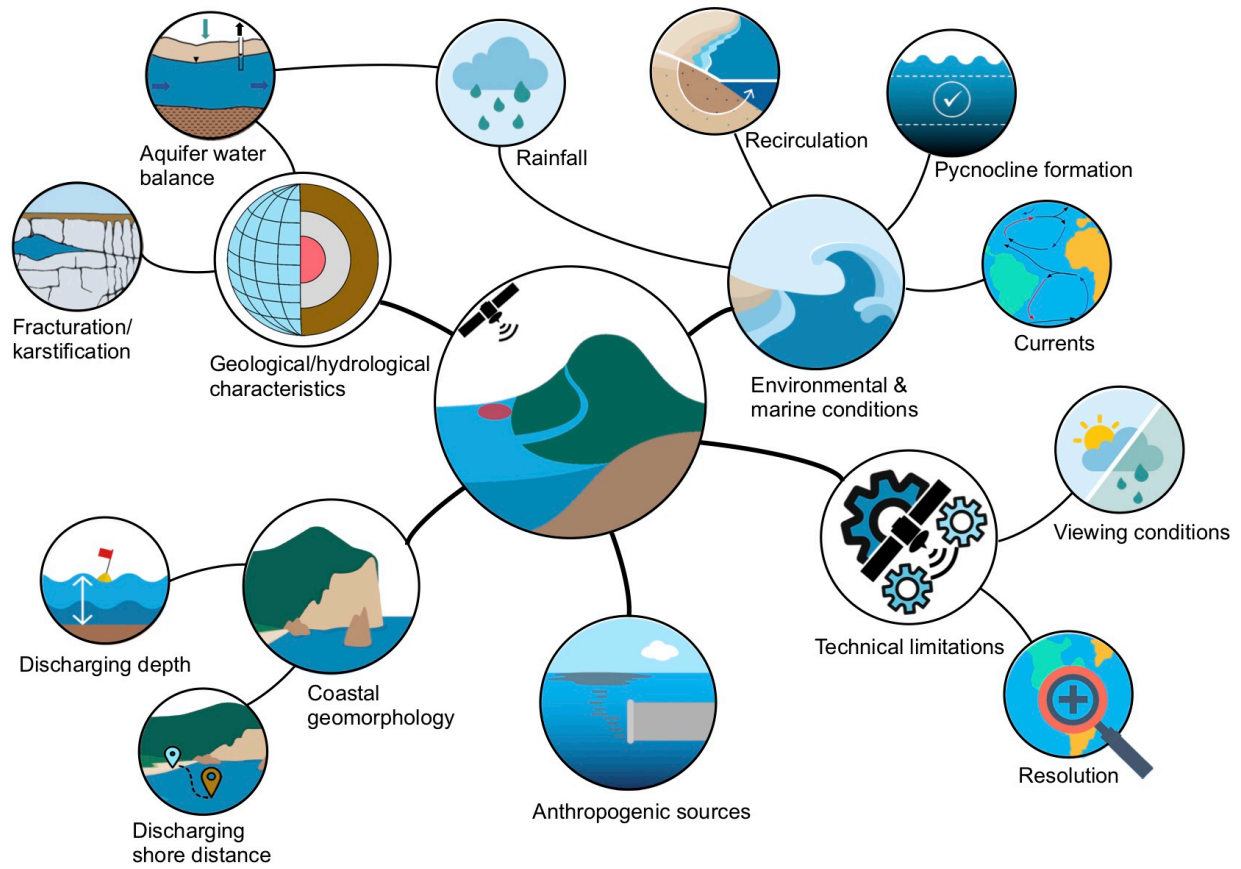 Aquifer water
balance
Rainfall
Recirculation
Pycnocline formation
Fracturation/
karstification
Geological/hydrological
characteristics
Environmental &
marine conditions
Currents
Viewing conditions
Discharging depth
Coastal
geomorphology
Technical limitations
Resolution
Anthropogenic sources
Discharging
shore distance